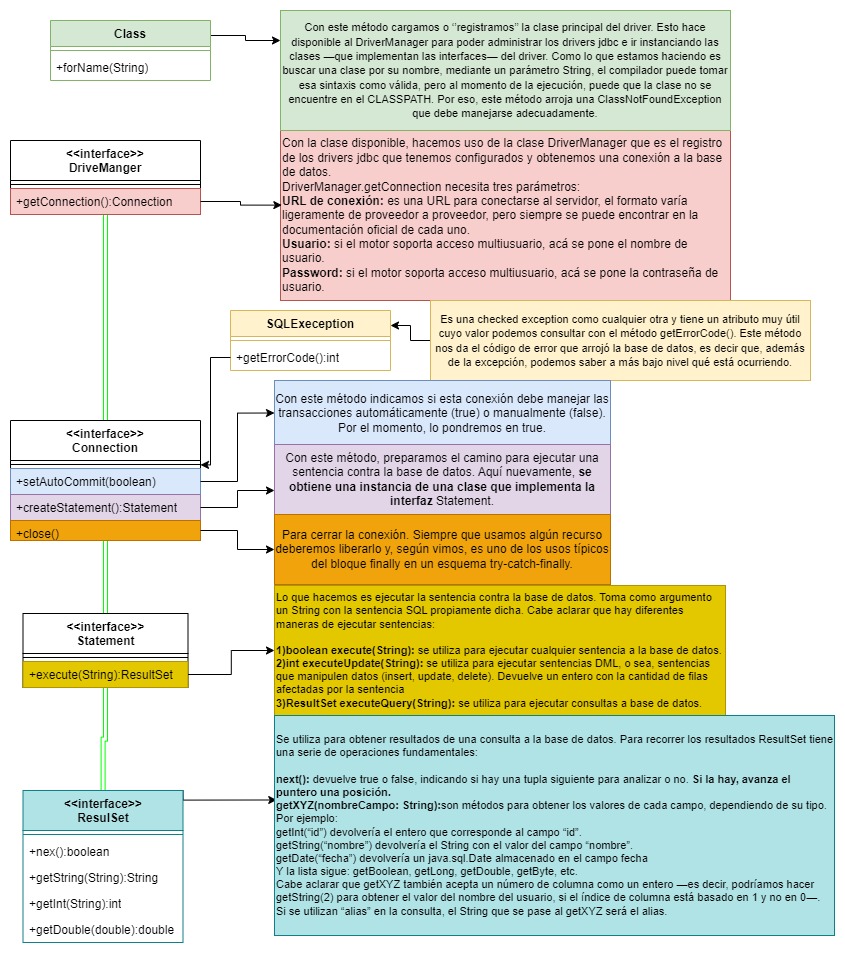 Class
+forName(String)
Con este método cargamos o “registramos” la clase principal del driver. Esto hace
disponible al DriverManager para poder administrar los drivers jdbc e ir instanciando las
clases —que implementan las interfaces— del driver. Como lo que estamos haciendo es
buscar una clase por su nombre, mediante un parámetro String, el compilador puede tomar
esa sintaxis como válida, pero al momento de la ejecución, puede que la clase no se
encuentre en el CLASSPATH. Por eso, este método arroja una ClassNotFoundException
que debe manejarse adecuadamente.
<<interface>>
DriveManger
+getConnection():Connection
Con la clase disponible, hacemos uso de la clase DriverManager que es el registro
de los drivers jdbc que tenemos configurados y obtenemos una conexión a la base
de datos.
DriverManager.getConnection necesita tres parámetros:
URL de conexión: es una URL para conectarse al servidor, el formato varía
ligeramente de proveedor a proveedor, pero siempre se puede encontrar en la
documentación oficial de cada uno.
Usuario: si el motor soporta acceso multiusuario, acá se pone el nombre de
usuario.
Password: si el motor soporta acceso multiusuario, acá se pone la contraseña de
usuario.
SQLExeception
+getErrorCode():int
Es una checked exception como cualquier otra y tiene un atributo muy útil
cuyo valor podemos consultar con el método getErrorCode(). Este método
nos da el código de error que arrojó la base de datos, es decir que, además
de la excepción, podemos saber a más bajo nivel qué está ocurriendo.
<<interface>>
Connection
+setAutoCommit(boolean)
+createStatement():Statement
+close()
Con este método indicamos si esta conexión debe manejar las
transacciones automáticamente (true) o manualmente (false).
Por el momento, lo pondremos en true.
Con este método, preparamos el camino para ejecutar una
sentencia contra la base de datos. Aquí nuevamente, se
obtiene una instancia de una clase que implementa la
interfaz Statement.
Para cerrar la conexión. Siempre que usamos algún recurso
deberemos liberarlo y, según vimos, es uno de los usos típicos
del bloque finally en un esquema try-catch-finally.
<<interface>>
Statement
+execute(String):ResultSet
Lo que hacemos es ejecutar la sentencia contra la base de datos. Toma como argumento
un String con la sentencia SQL propiamente dicha. Cabe aclarar que hay diferentes
maneras de ejecutar sentencias:
1)boolean execute(String): se utiliza para ejecutar cualquier sentencia a la base de datos.
2)int executeUpdate(String): se utiliza para ejecutar sentencias DML, o sea, sentencias
que manipulen datos (insert, update, delete). Devuelve un entero con la cantidad de filas
afectadas por la sentencia
3)ResultSet executeQuery(String): se utiliza para ejecutar consultas a base de datos.
<<interface>>
ResulSet
+nex():boolean
+getString(String):String
+getInt(String):int
+getDouble(double):double
Se utiliza para obtener resultados de una consulta a la base de datos. Para recorrer los resultados ResultSet tiene
una serie de operaciones fundamentales:
next(): devuelve true o false, indicando si hay una tupla siguiente para analizar o no. Si la hay, avanza el
puntero una posición.
getXYZ(nombreCampo: String):son métodos para obtener los valores de cada campo, dependiendo de su tipo.
Por ejemplo:
getInt(“id”) devolvería el entero que corresponde al campo “id”.
getString(“nombre”) devolvería el String con el valor del campo “nombre”.
getDate(“fecha”) devolvería un java.sql.Date almacenado en el campo fecha
Y la lista sigue: getBoolean, getLong, getDouble, getByte, etc.
Cabe aclarar que getXYZ también acepta un número de columna como un entero —es decir, podríamos hacer
getString(2) para obtener el valor del nombre del usuario, si el índice de columna está basado en 1 y no en 0—.
Si se utilizan “alias” en la consulta, el String que se pase al getXYZ será el alias.